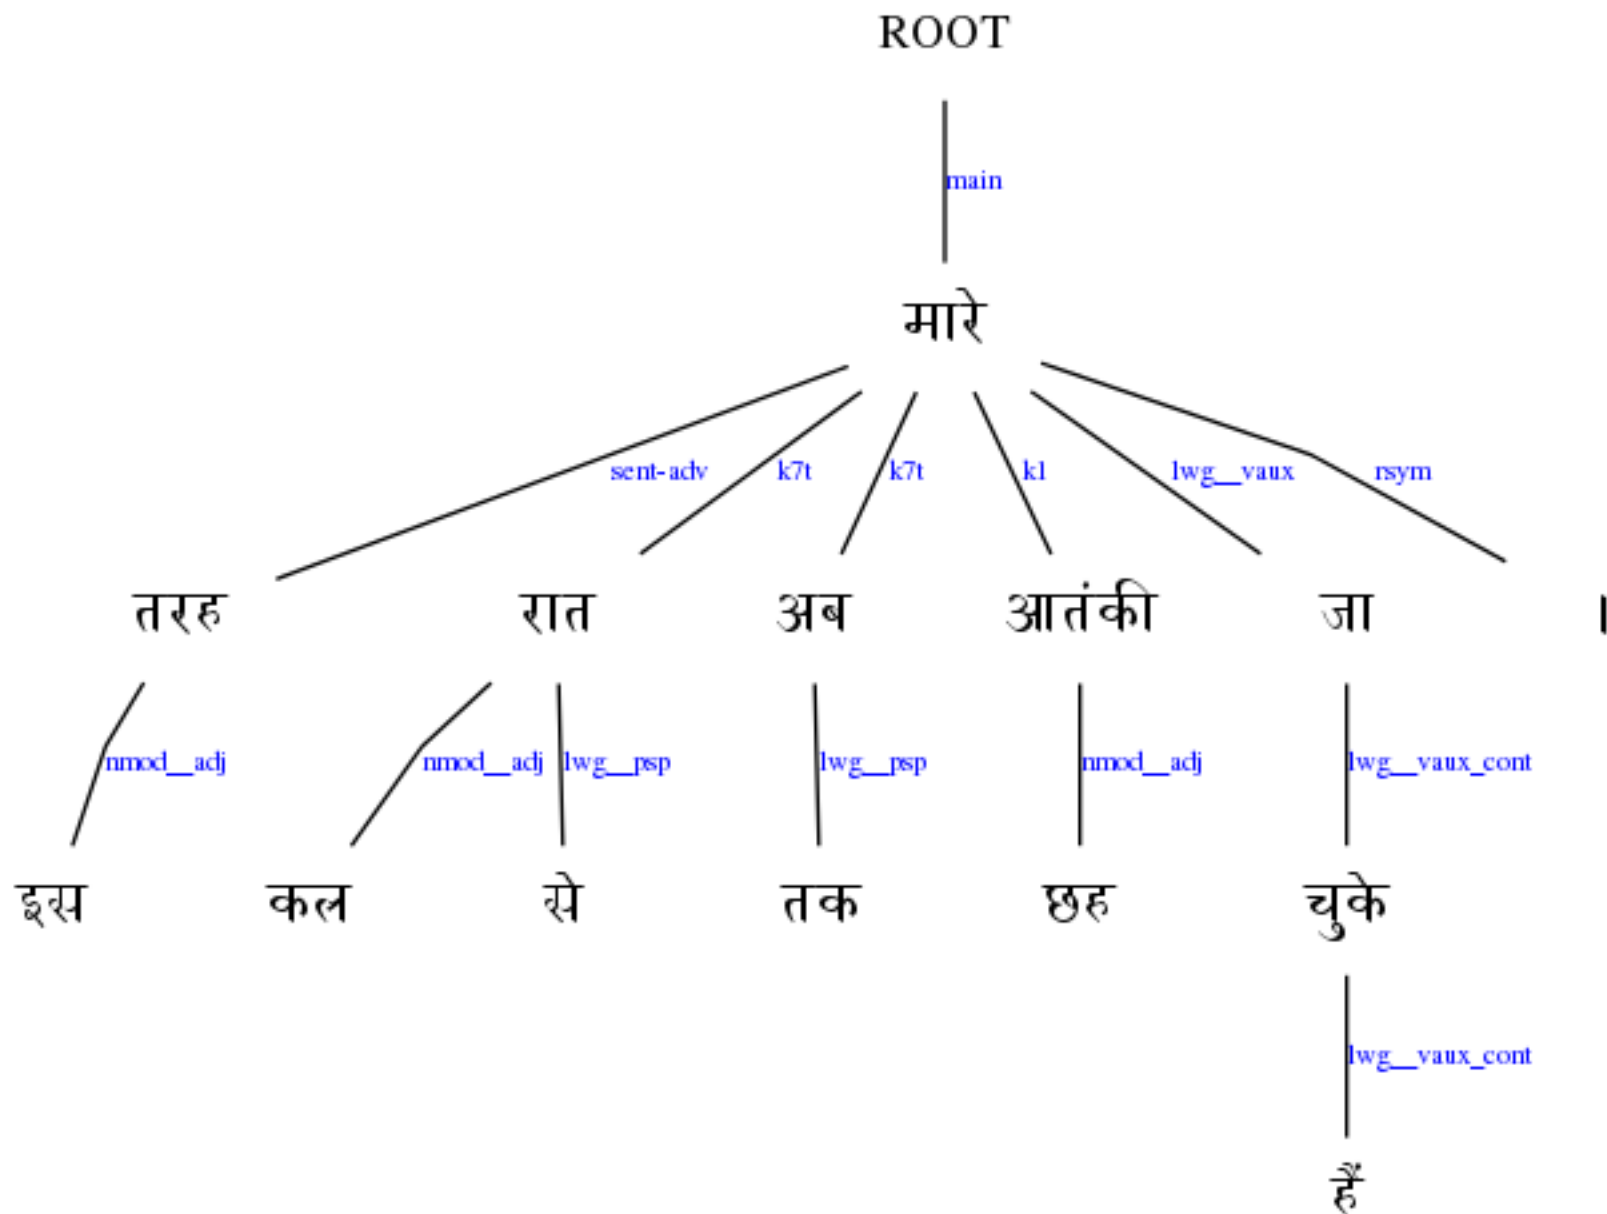 ROOT
main
मारे
sent-adv k7t k7t k1 lwg__vaux rsym
तरह रात अब आतंकी जा ।
nmod__adj nmod__adj lwg__psp lwg__psp nmod__adj lwg__vaux_cont
इस कल से तक छह चुके
lwg__vaux_cont
हैं